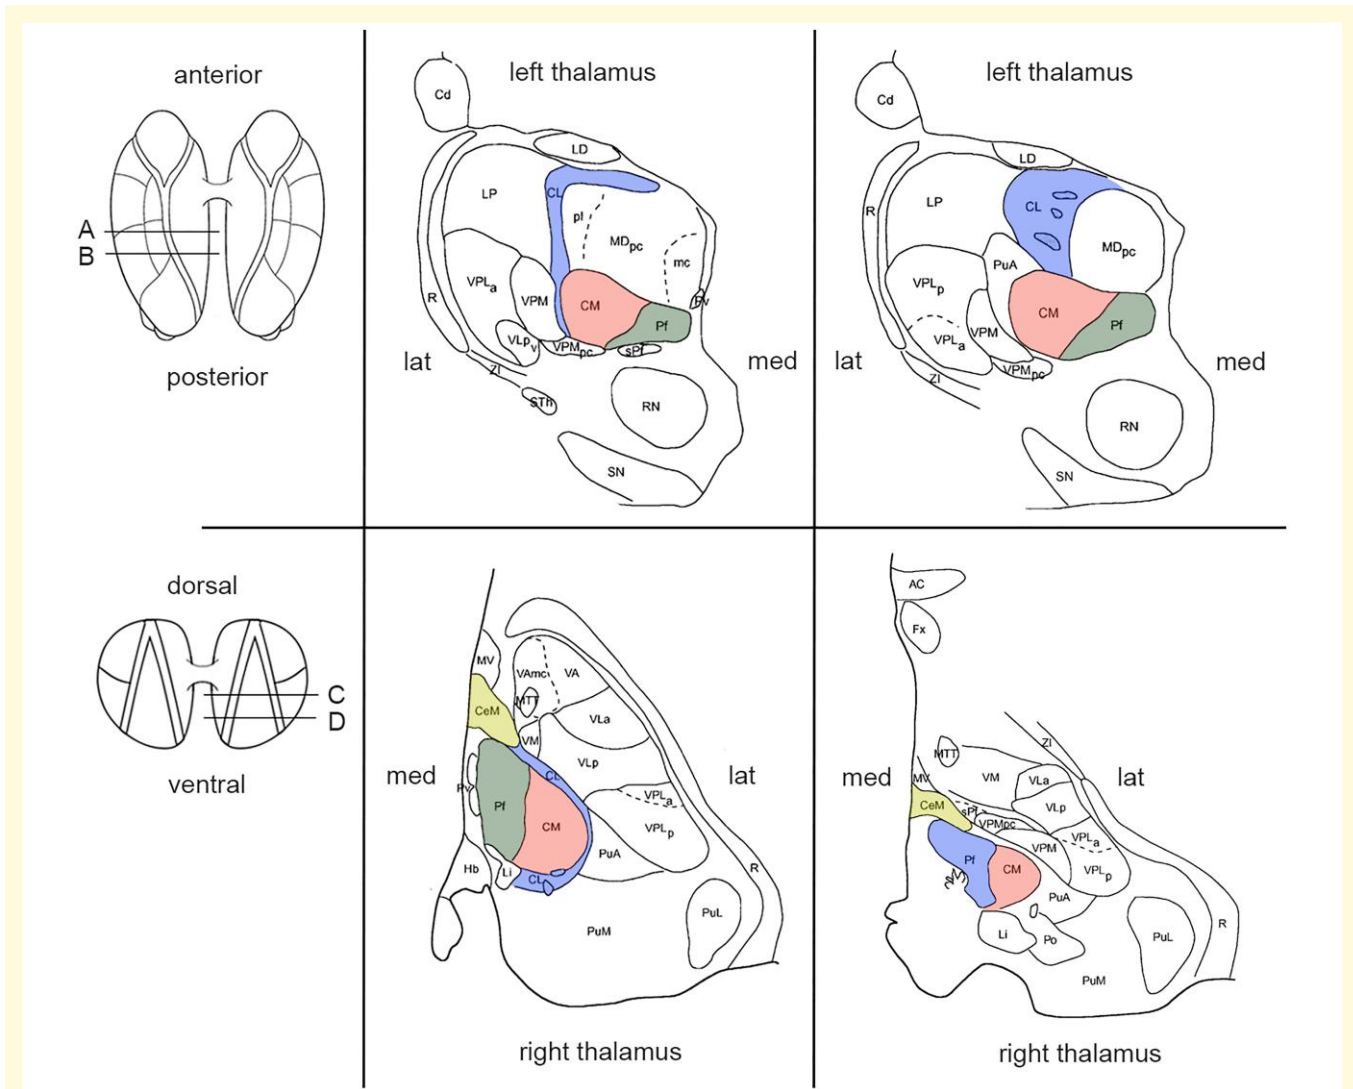 anterior
A
B
posterior
left thalamus
Cd
LD
LP
CL
pl
MDpc
mc
R
VPLa
VPM
CM
Pv
Pf
VLpv
VPMpc
sPf
lat
med
ZI
STh
RN
SN
left thalamus
Cd
LD
LP
CL
R
MDpc
PuA
VPLp
CM
Pf
VPM
VPLa
VPMpc
lat
med
ZI
RN
SN
dorsal
C
D
ventral
MV
VAmc
VA
MTT
CeM
VLa
VM
VLp
CL
med
lat
Pv
VPLa
Pf
CM
VPLp
PuA
Hb
Li
CL
R
PuL
PuM
right thalamus
AC
Fx
ZI
MTT
med
MV
VM
VLa
lat
CeM
sPf
VLp
VPMpc
VPLa
VPM
Pf
CM
VPLp
PuA
Li
Po
PuL
R
PuM
right thalamus